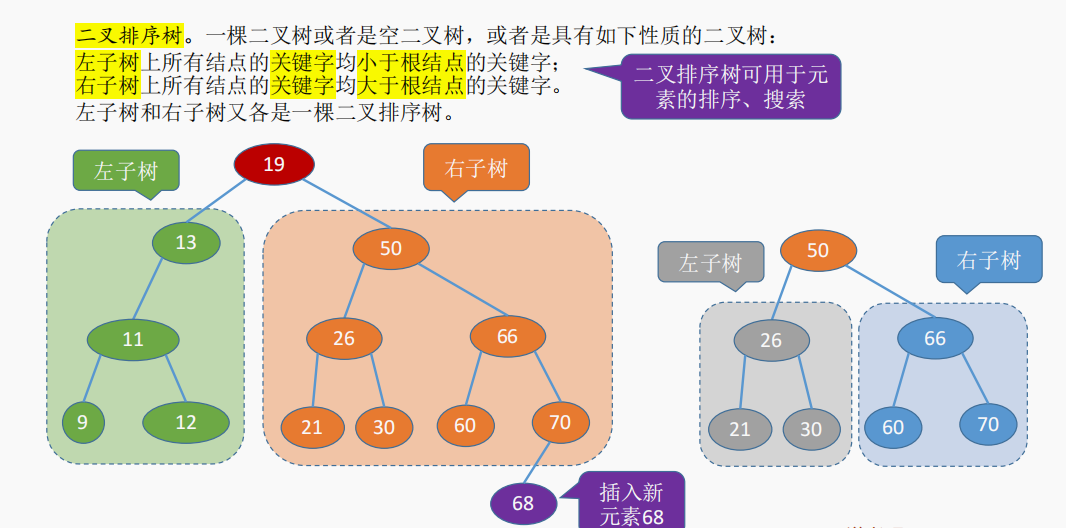 二叉排序树。一棵二叉树或者是空二叉树，或者是具有如下性质的二叉树：
左子树上所有结点的关键字均小于根结点的关键字；
右子树上所有结点的关键字均大于根结点的关键字。
左子树和右子树又各是一棵二叉排序树。
二叉排序树可用于元
素的排序、搜索
左子树
19
右子树
13
50
11
26
66
9
12
21
30
60
70
68
插入新
元素68
左子树
50
右子树
26
66
21
30
60
70